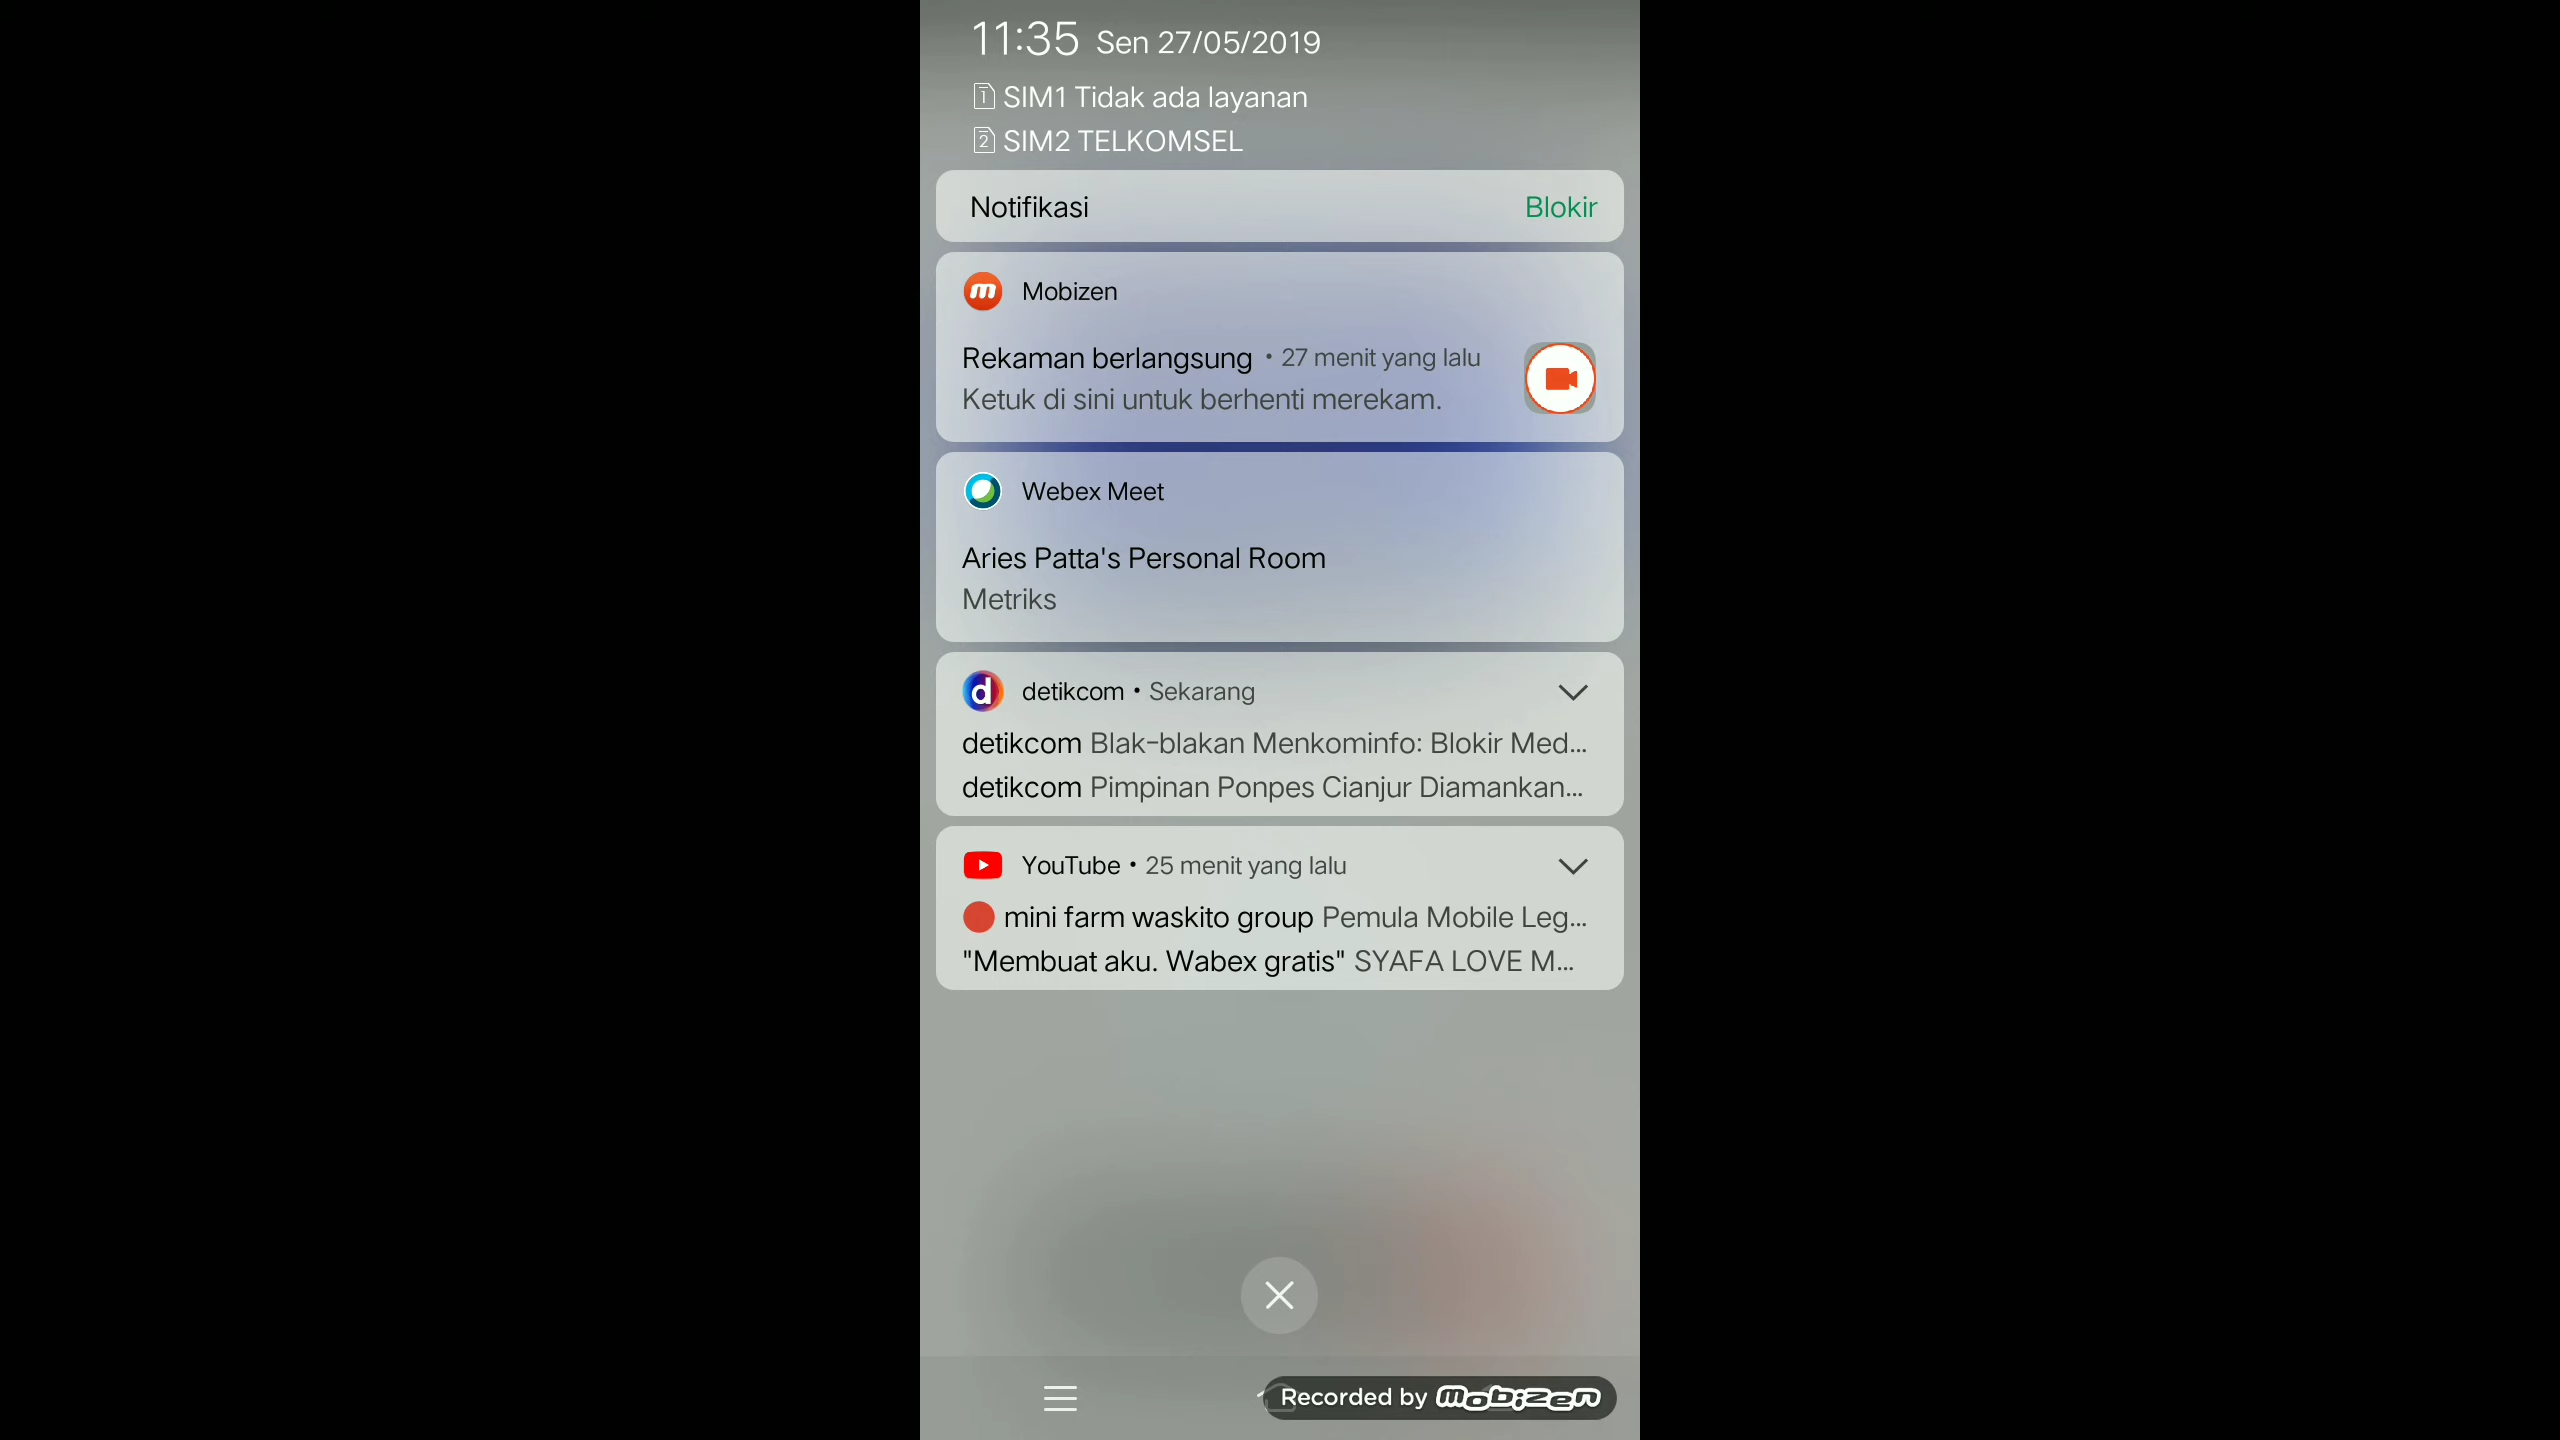 11:35 Sen 27/05/2019
1 SIM1 Tidak ada layanan
2 SIM2 TELKOMSEL
Notifikasi Blokir
m Mobizen
Rekaman berlangsung • 27 menit yang lalu
Ketuk di sini untuk berhenti merekam.
Webex Meet
Aries Patta's Personal Room
Metriks
d detikcom • Sekarang
detikcom Blak-blakan Menkominfo: Blokir Med...
detikcom Pimpinan Ponpes Cianjur Diamankan...
YouTube • 25 menit yang lalu
mini farm waskito group Pemula Mobile Leg...
"Membuat aku. Wabex gratis" SYAFA LOVE M...
Recorded by mobizen